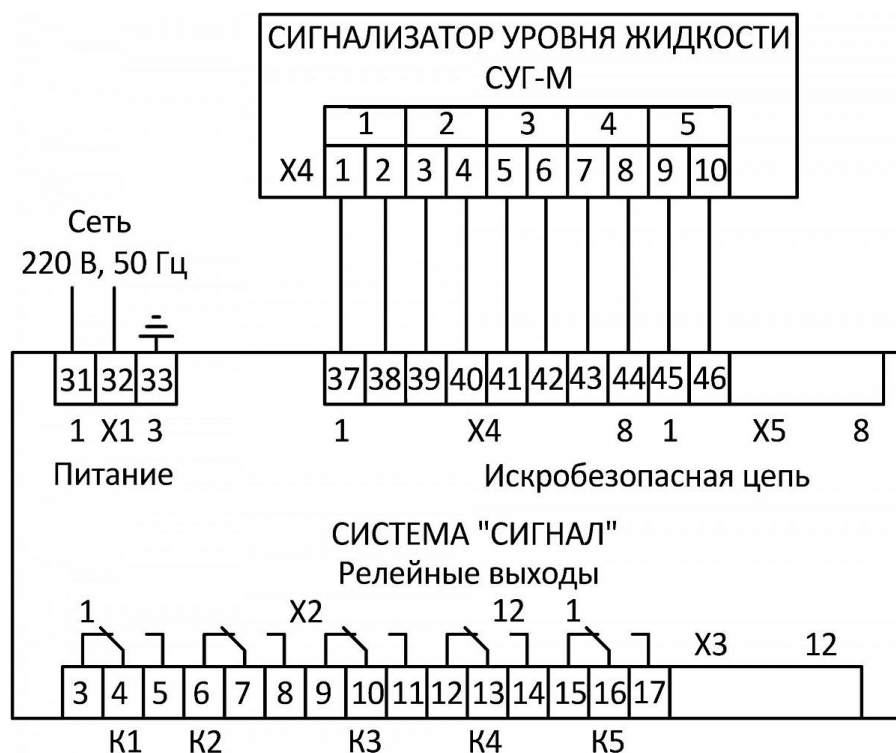 СИГНАЛИЗАТОР УРОВНЯ ЖИДКОСТИ
СУГ-М
1 2 3 4 5
X4 1 2 3 4 5 6 7 8 9 10
Сеть
220 В, 50 Гц
31 32 33 37 38 39 40 41 42 43 44 45 46
1 X1 3 1 X4 8 1 X5 8
Питание Искробезопасная цепь
СИСТЕМА "СИГНАЛ"
Релейные выходы
1 X2 12 1 X3 12
3 4 5 6 7 8 9 10 11 12 13 14 15 16 17
К1 К2 К3 К4 К5